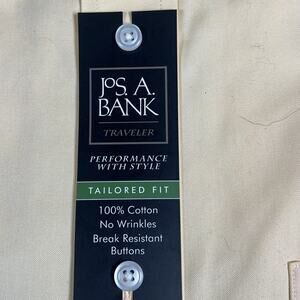 JOS. A.
BANK
TRAVELER
PERFORMANCE
WITH STYLE
TAILORED FIT
100% Cotton
No Wrinkles
Break Resistant
Buttons